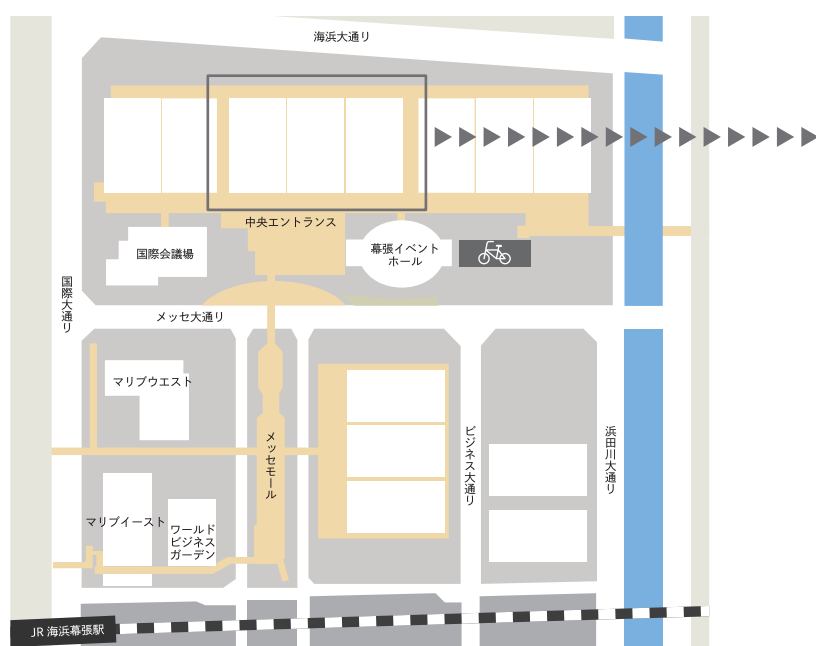 海浜大通り
中央エントランス
国際会議場
幕張イベント
ホール
国際大通り
メッセ大通り
マリブウエスト
メッセモール
ビジネス大通り
浜田川大通り
マリブイースト
ワールド
ビジネス
ガーデン
JR 海浜幕張駅